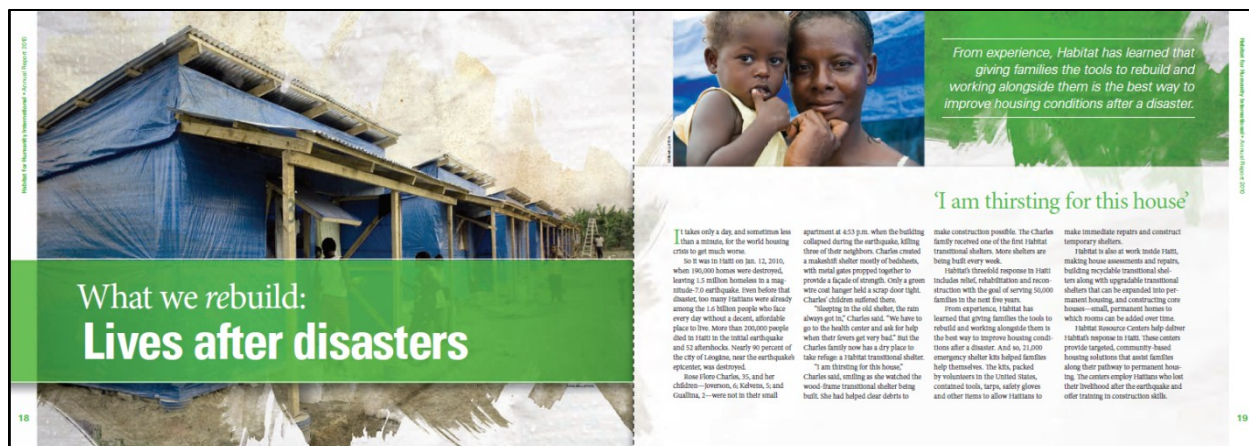 Habitat for Humanity International • Annual Report 2010
What we rebuild:
Lives after disasters
18
From experience, Habitat has learned that
giving families the tools to rebuild and
working alongside them is the best way to
improve housing conditions after a disaster.
'I am thirsting for this house'
It takes only a day, and sometimes less
than a minute, for the world housing
crisis to get much worse.
So it was in Haiti on Jan. 12, 2010,
when 190,000 homes were destroyed,
leaving 1.5 million homeless in a mag-
nitude-7.0 earthquake. Even before that
disaster, too many Haitians were already
among the 1.6 billion people who face
every day without a decent, affordable
place to live. More than 200,000 people
died in Haiti in the initial earthquake
and 52 aftershocks. Nearly 90 percent of
the city of Léogâne, near the earthquake's
epicenter, was destroyed.
Rose Flore Charles, 35, and her
children—Joverson, 6; Kelvens, 5; and
Guallina, 2—were not in their small
apartment at 4:53 p.m. when the building
collapsed during the earthquake, killing
three of their neighbors. Charles created
a makeshift shelter mostly of bedsheets,
with metal gates propped together to
provide a façade of strength. Only a green
wire coat hanger held a scrap door tight.
Charles' children suffered there.
"Sleeping in the old shelter, the rain
always got in," Charles said. "We have to
go to the health center and ask for help
when their fevers get very bad." But the
Charles family now has a dry place to
take refuge: a Habitat transitional shelter.
"I am thirsting for this house,"
Charles said, smiling as she watched the
wood-frame transitional shelter being
built. She had helped clear debris to
make construction possible. The Charles
family received one of the first Habitat
transitional shelters. More shelters are
being built every week.
Habitat's threefold response in Haiti
includes relief, rehabilitation and recon-
struction with the goal of serving 50,000
families in the next five years.
From experience, Habitat has
learned that giving families the tools to
rebuild and working alongside them is
the best way to improve housing condi-
tions after a disaster. And so, 21,000
emergency shelter kits helped families
help themselves. The kits, packed
by volunteers in the United States,
contained tools, tarps, safety gloves
and other items to allow Haitians to
make immediate repairs and construct
temporary shelters.
Habitat is also at work inside Haiti,
making house assessments and repairs,
building recyclable transitional shel-
ters along with upgradable transitional
shelters that can be expanded into per-
manent housing, and constructing core
houses—small, permanent homes to
which rooms can be added over time.
Habitat Resource Centers help deliver
Habitat's response in Haiti. These centers
provide targeted, community-based
housing solutions that assist families
along their pathway to permanent hous-
ing. The centers employ Haitians who lost
their livelihood after the earthquake and
offer training in construction skills.
Habitat for Humanity International • Annual Report 2010
19